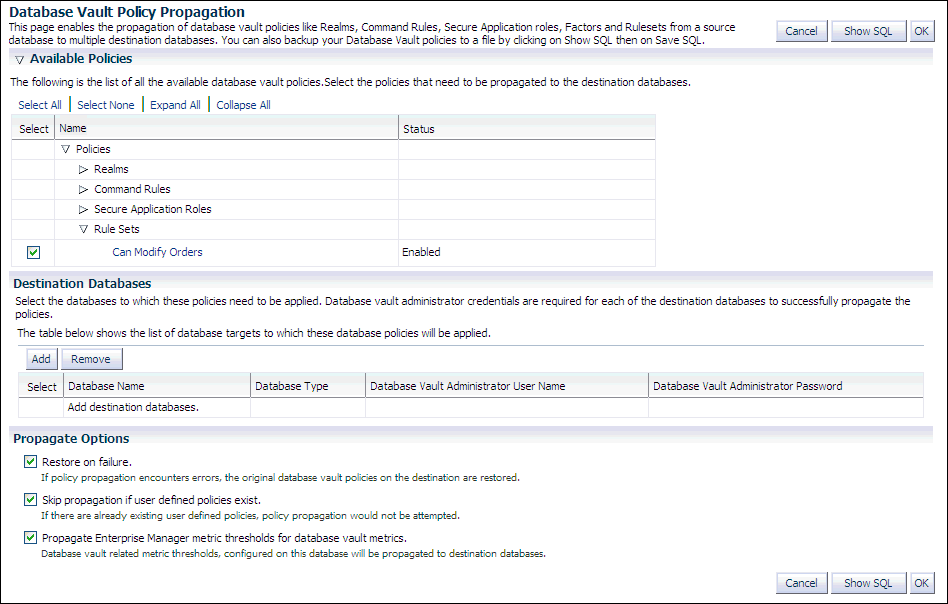 Database Vault Policy Propagation
This page enables the propagation of database vault policies like Realms, Command Rules, Secure Application roles, Factors and Rulesets from a source
database to multiple destination databases. You can also backup your Database Vault policies to a file by clicking on Show SQL then on Save SQL.
Cancel Show SQL OK
Available Policies
The following is the list of all the available database vault policies.Select the policies that need to be propagated to the destination databases.
Select All Select None Expand All Collapse All
Select Name Status
Policies
Realms
Command Rules
Secure Application Roles
Rule Sets
Can Modify Orders Enabled
Destination Databases
Select the databases to which these policies need to be applied. Database vault administrator credentials are required for each of the destination databases to successfully propagate the
policies.
The table below shows the list of database targets to which these database policies will be applied.
Add Remove
Select Database Name Database Type Database Vault Administrator User Name Database Vault Administrator Password
Add destination databases.
Propagate Options
Restore on failure.
If policy propagation encounters errors, the original database vault policies on the destination are restored.
Skip propagation if user defined policies exist.
If there are already existing user defined policies, policy propagation would not be attempted.
Propagate Enterprise Manager metric thresholds for database vault metrics.
Database vault related metric thresholds, configured on this database will be propagated to destination databases.
Cancel Show SQL OK